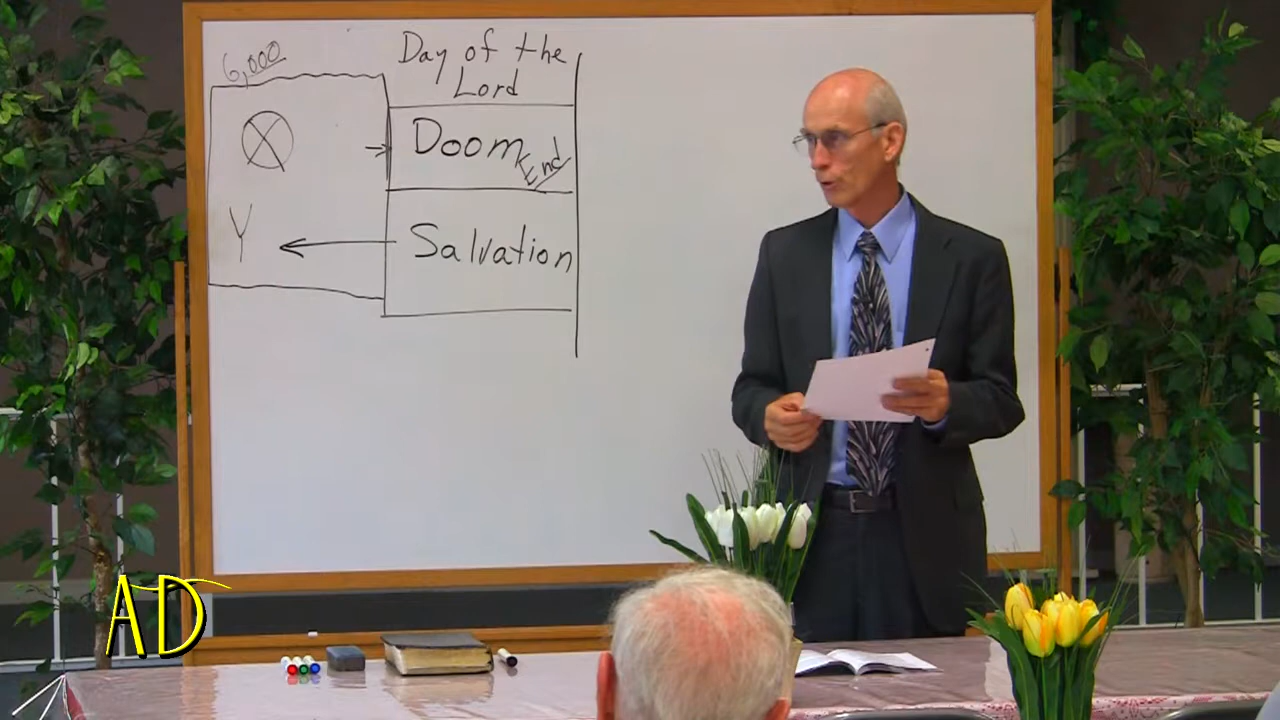 6,000
Day of the
Lord
Doom
End
Y
Salvation
AD